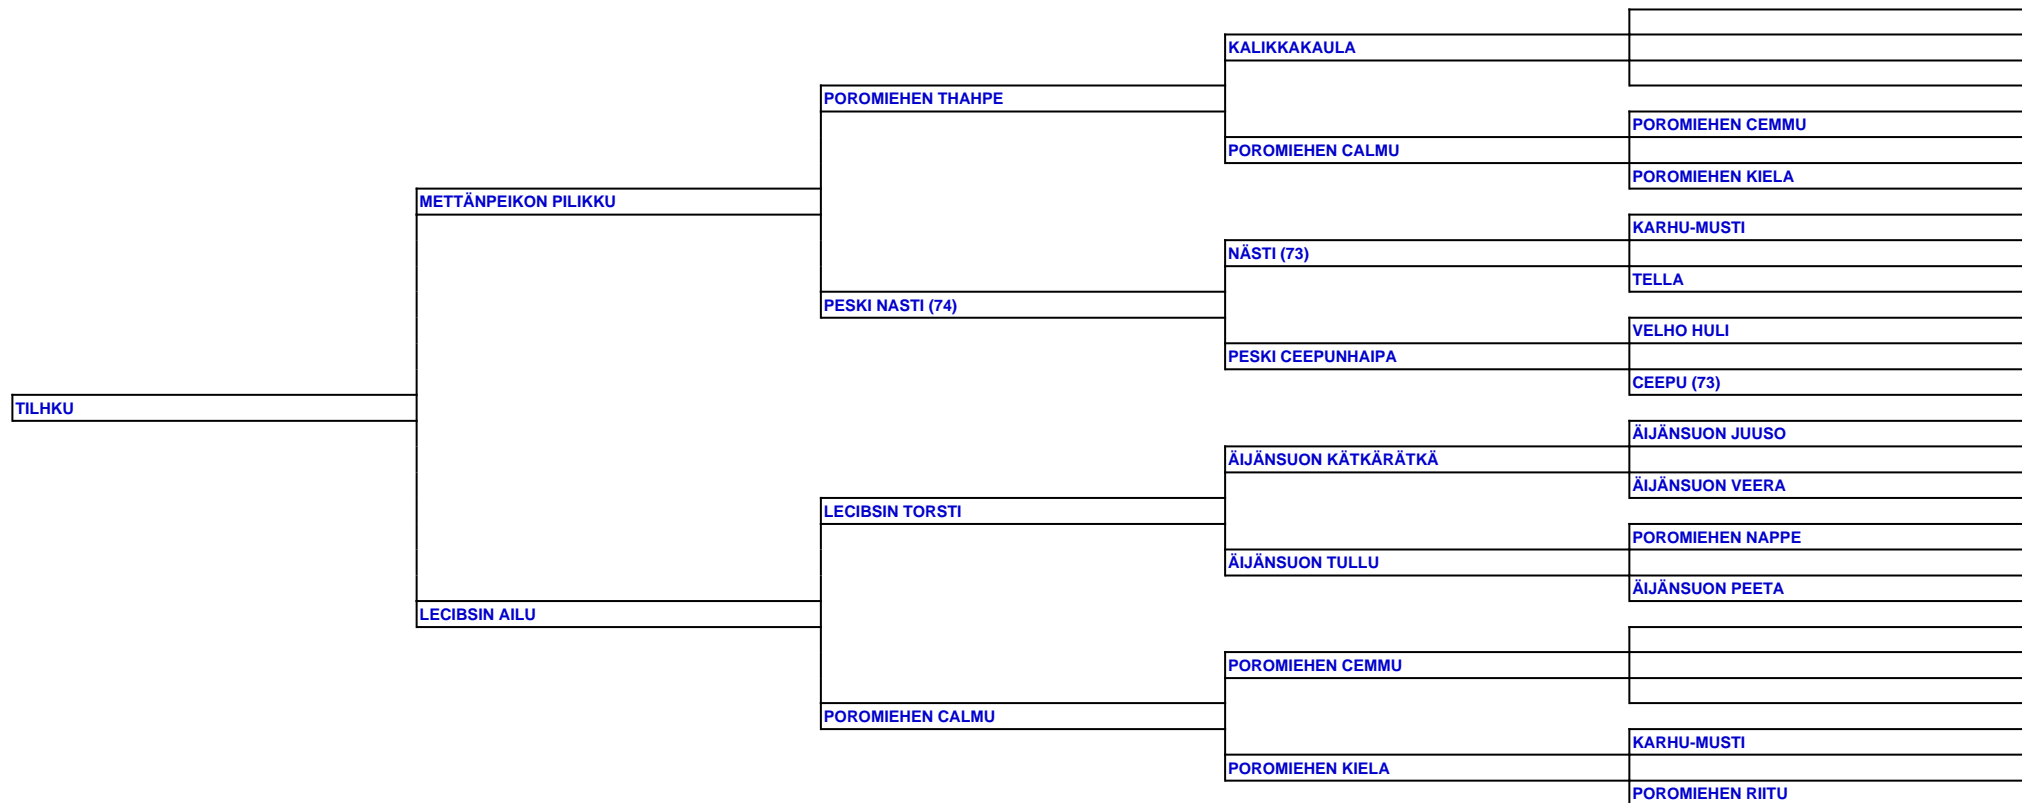 KALIKKAKAULA
POROMIEHEN THAHPE
POROMIEHEN CEMMU
POROMIEHEN CALMU
POROMIEHEN KIELA
METTÄNPEIKON PILIKKU
KARHU-MUSTI
NÄSTI (73)
TELLA
PESKI NASTI (74)
VELHO HULI
PESKI CEEPUNHAIPA
CEEPU (73)
TILHKU
ÄIJÄNSUON JUUSO
ÄIJÄNSUON KÄTKÄRÄTKÄ
ÄIJÄNSUON VEERA
LECIBSIN TORSTI
POROMIEHEN NAPPE
ÄIJÄNSUON TULLU
ÄIJÄNSUON PEETA
LECIBSIN AILU
POROMIEHEN CEMMU
POROMIEHEN CALMU
KARHU-MUSTI
POROMIEHEN KIELA
POROMIEHEN RIITU